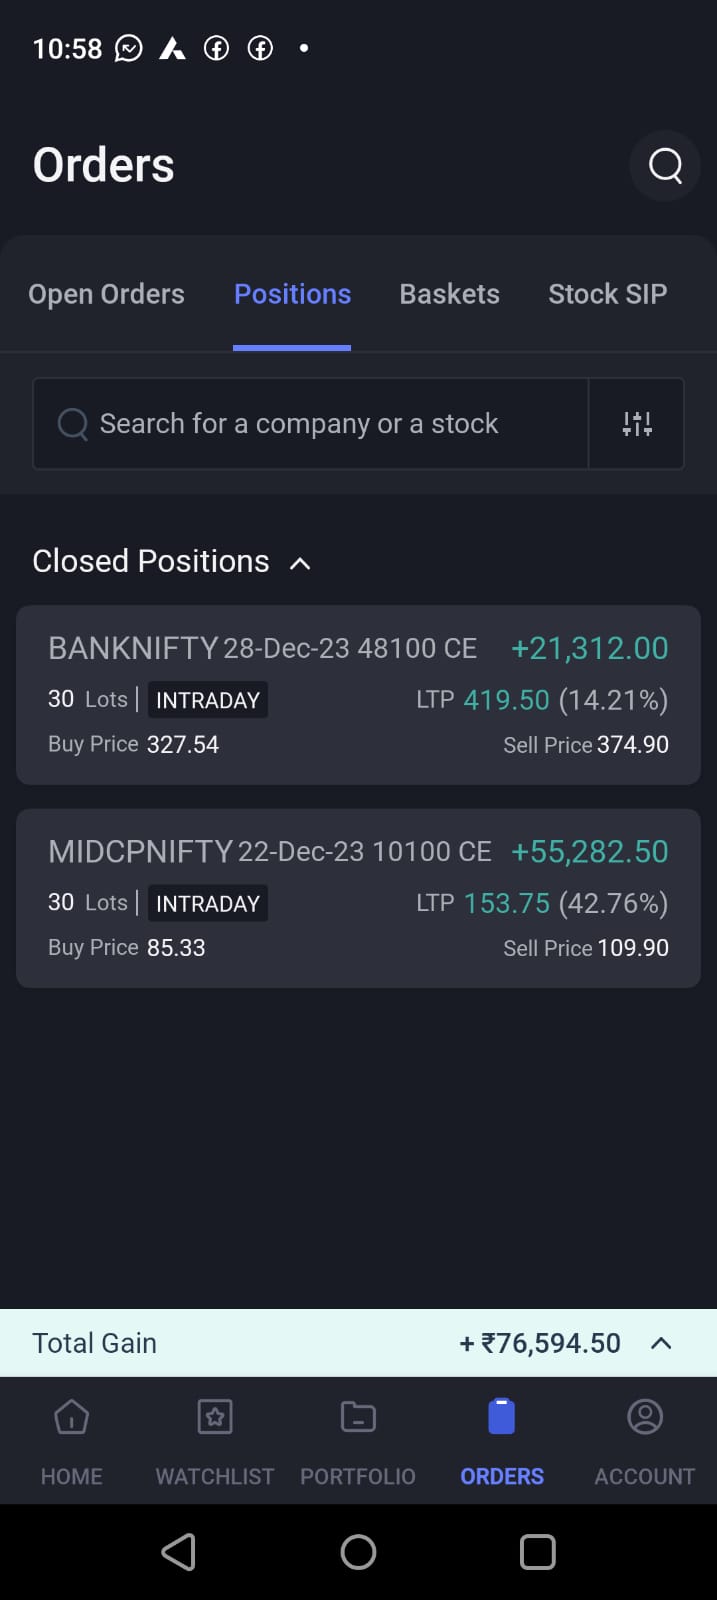 10:58
Orders
Open Orders Positions Baskets Stock SIP
Search for a company or a stock
Closed Positions
BANKNIFTY 28-Dec-23 48100 CE +21,312.00
30 Lots | INTRADAY LTP 419.50 (14.21%)
Buy Price 327.54 Sell Price 374.90
MIDCPNIFTY 22-Dec-23 10100 CE +55,282.50
30 Lots | INTRADAY LTP 153.75 (42.76%)
Buy Price 85.33 Sell Price 109.90
Total Gain + ₹76,594.50
HOME WATCHLIST PORTFOLIO ORDERS ACCOUNT